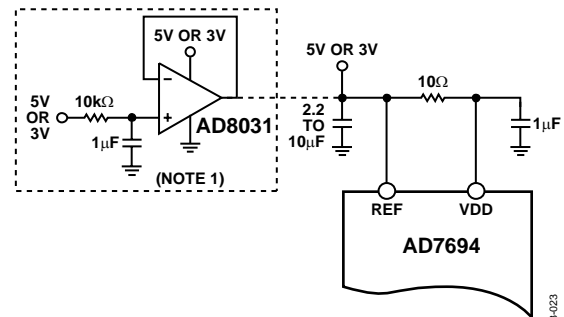 5V OR 3V
5V
OR
3V
10kΩ
1μF
AD8031
(NOTE 1)
5V OR 3V
10Ω
2.2
TO
10μF
1μF
REF
VDD
AD7694
-023